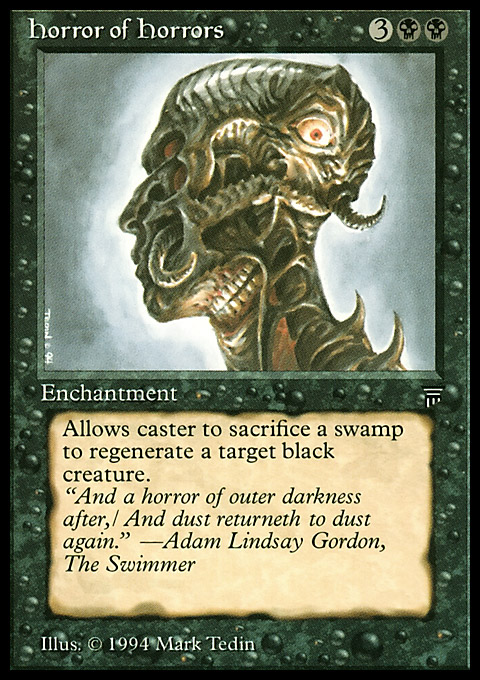 Horror of Horrors
3
Enchantment
Allows caster to sacrifice a swamp
to regenerate a target black
creature.
“And a horror of outer darkness
after,/ And dust returneth to dust
again.” —Adam Lindsay Gordon,
The Swimmer
Illus: © 1994 Mark Tedin